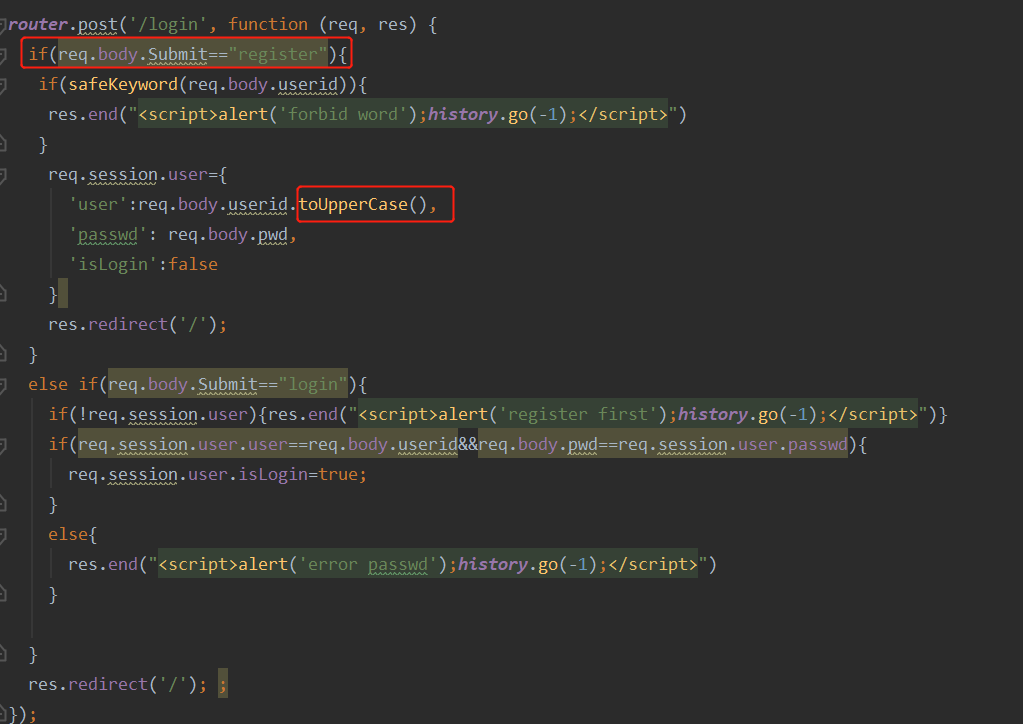 router.post('/login', function (req, res) {
if(req.body.Submit=="register"){
if(safeKeyword(req.body.userid)){
res.end("<script>alert('forbid word');history.go(-1);</script>")
}
req.session.user={
'user':req.body.userid.toUpperCase(),
'passwd': req.body.pwd,
'isLogin':false
}
res.redirect('/');
}
else if(req.body.Submit=="login"){
if(!req.session.user){res.end("<script>alert('register first');history.go(-1);</script>")}
if(req.session.user.user==req.body.userid&&req.body.pwd==req.session.user.passwd){
req.session.user.isLogin=true;
}
else{
res.end("<script>alert('error passwd');history.go(-1);</script>")
}
}
res.redirect('/'); ;
});